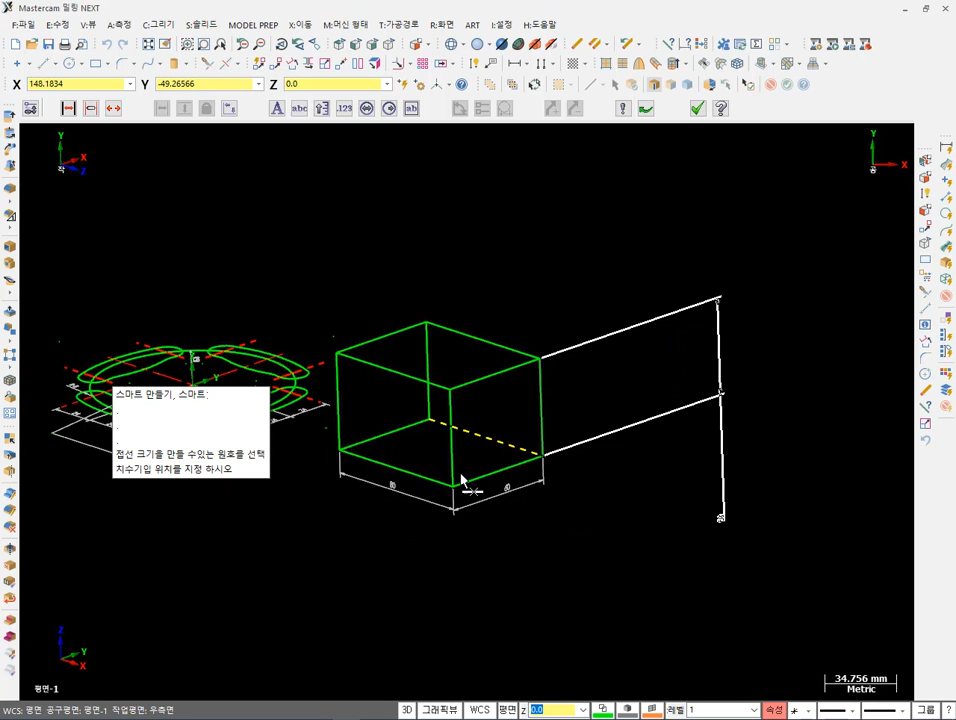 Mastercam 밀링 NEXT
F:파일 E:수정 V:뷰 A:측정 C:그리기 S:솔리드 MODEL PREP X:이동 M:머신 형태 T:가공경로 R:화면 ART I:설정 H:도움말
X 148.1834 Y -49.26566 Z 0.0
Y
X
Z
Y
X
스마트 만들기, 스마트:
.
.
접선 크기을 만들 수있는 원호를 선택
치수기입 위치를 지정 하시오
Y
Z
Y
X
평면-1
34.756 mm
Metric
WCS: 평면 공구평면: 평면-1 작업평면: 우측면 3D 그래픽뷰 WCS 평면 Z 0.0 레벨 1 속성 그룹 ?